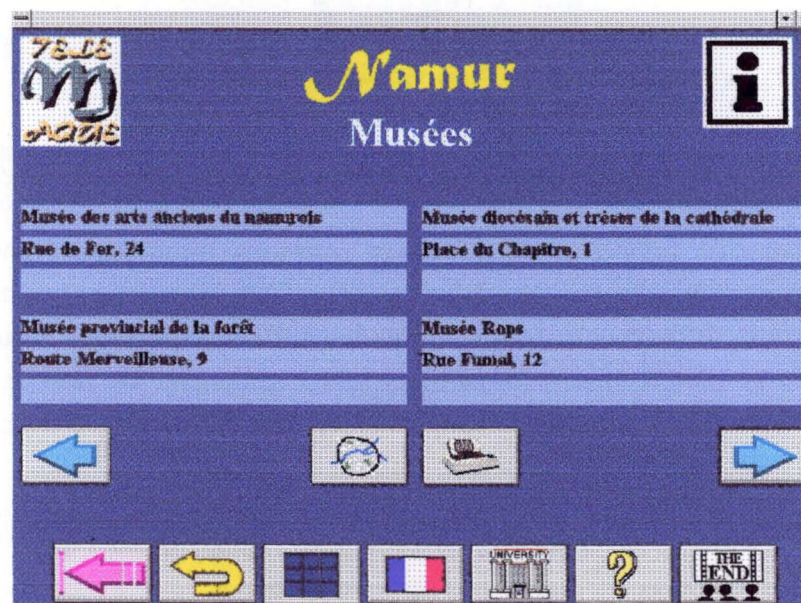 TELE
M
AQUE
Namur
i
Musées
Musée des arts anciens du namurois
Rue de Fer, 24
Musée diocésain et trésor de la cathédrale
Place du Chapitre, 1
Musée provincial de la forêt
Route Merveilleuse, 9
Musée Rops
Rue Fumal, 12
UNIVERSITY
?
THE
END